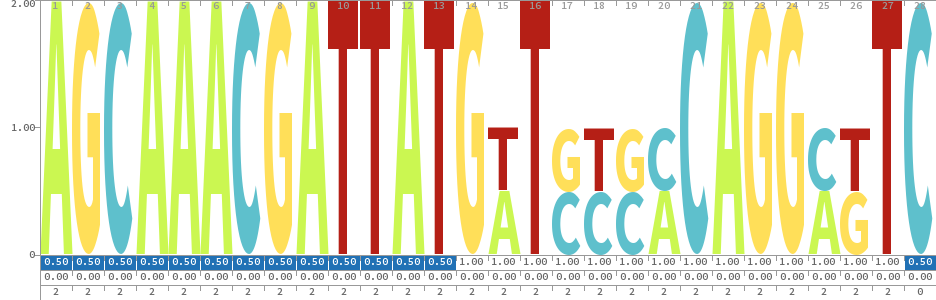 2.00 1 2 3 4 5 6 7 8 9 10 11 12 13 14 15 16 17 18 19 20 21 22 23 24 25 26 27 28
A G C A A A C G A T T A T G T C A G G T C
1.00 T G T G C C T
A C C C A A G
0
0.50 0.50 0.50 0.50 0.50 0.50 0.50 0.50 0.50 0.50 0.50 0.50 0.50 1.00 1.00 1.00 1.00 1.00 1.00 1.00 1.00 1.00 1.00 1.00 1.00 1.00 1.00 0.50
0.00 0.00 0.00 0.00 0.00 0.00 0.00 0.00 0.00 0.00 0.00 0.00 0.00 0.00 0.00 0.00 0.00 0.00 0.00 0.00 0.00 0.00 0.00 0.00 0.00 0.00 0.00 0.00
2 2 2 2 2 2 2 2 2 2 2 2 2 2 2 2 2 2 2 2 2 2 2 2 2 2 2 0